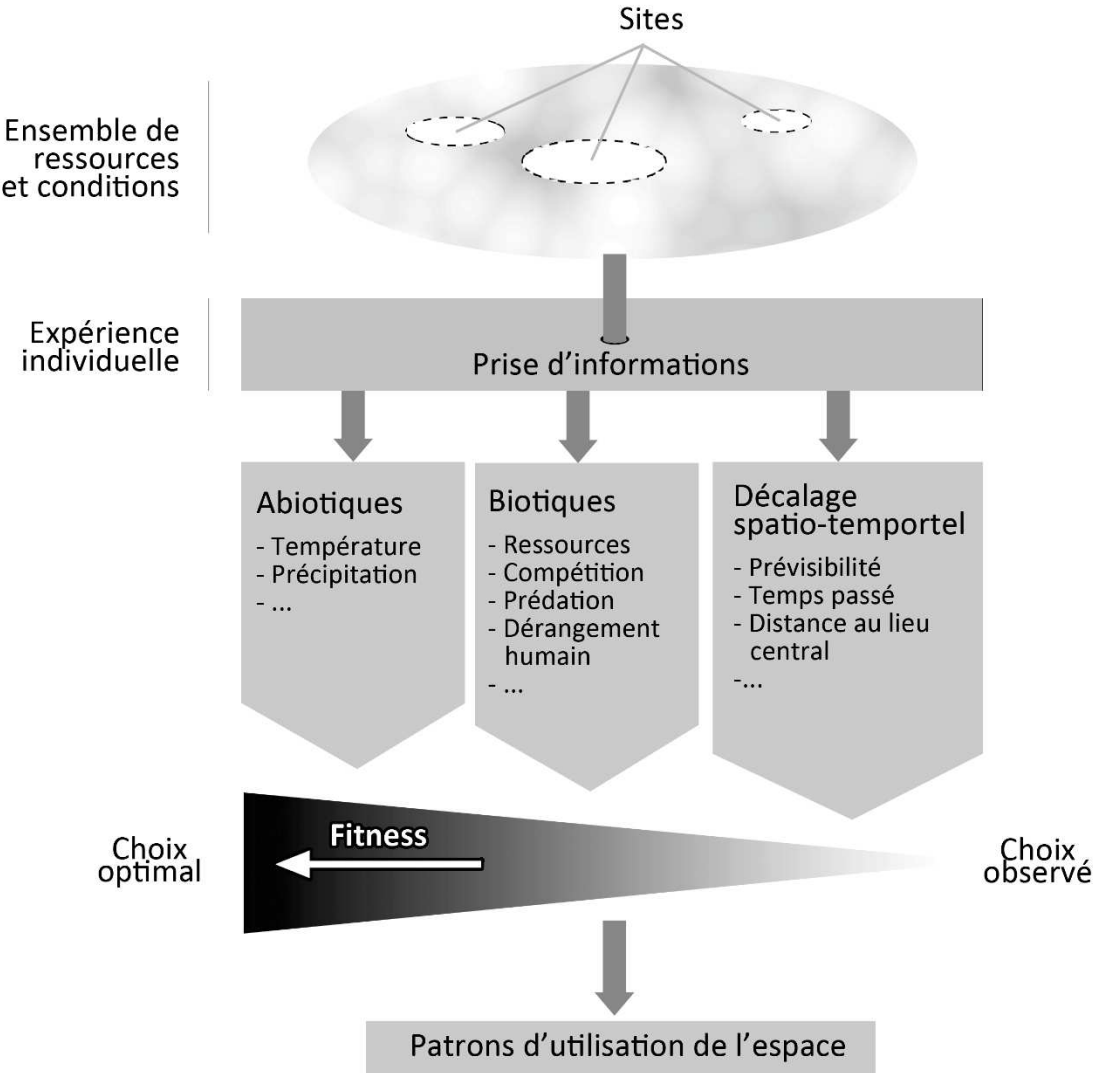 Sites
Ensemble de
ressources
et conditions
Expérience
individuelle
Prise d’informations
Abiotiques
- Température
- Précipitation
- ...
Biotiques
- Ressources
- Compétition
- Prédation
- Dérangement
humain
- ...
Décalage
spatio-temportel
- Prévisibilité
- Temps passé
- Distance au lieu
central
-...
Choix
optimal
Fitness
Choix
observé
Patrons d’utilisation de l’espace